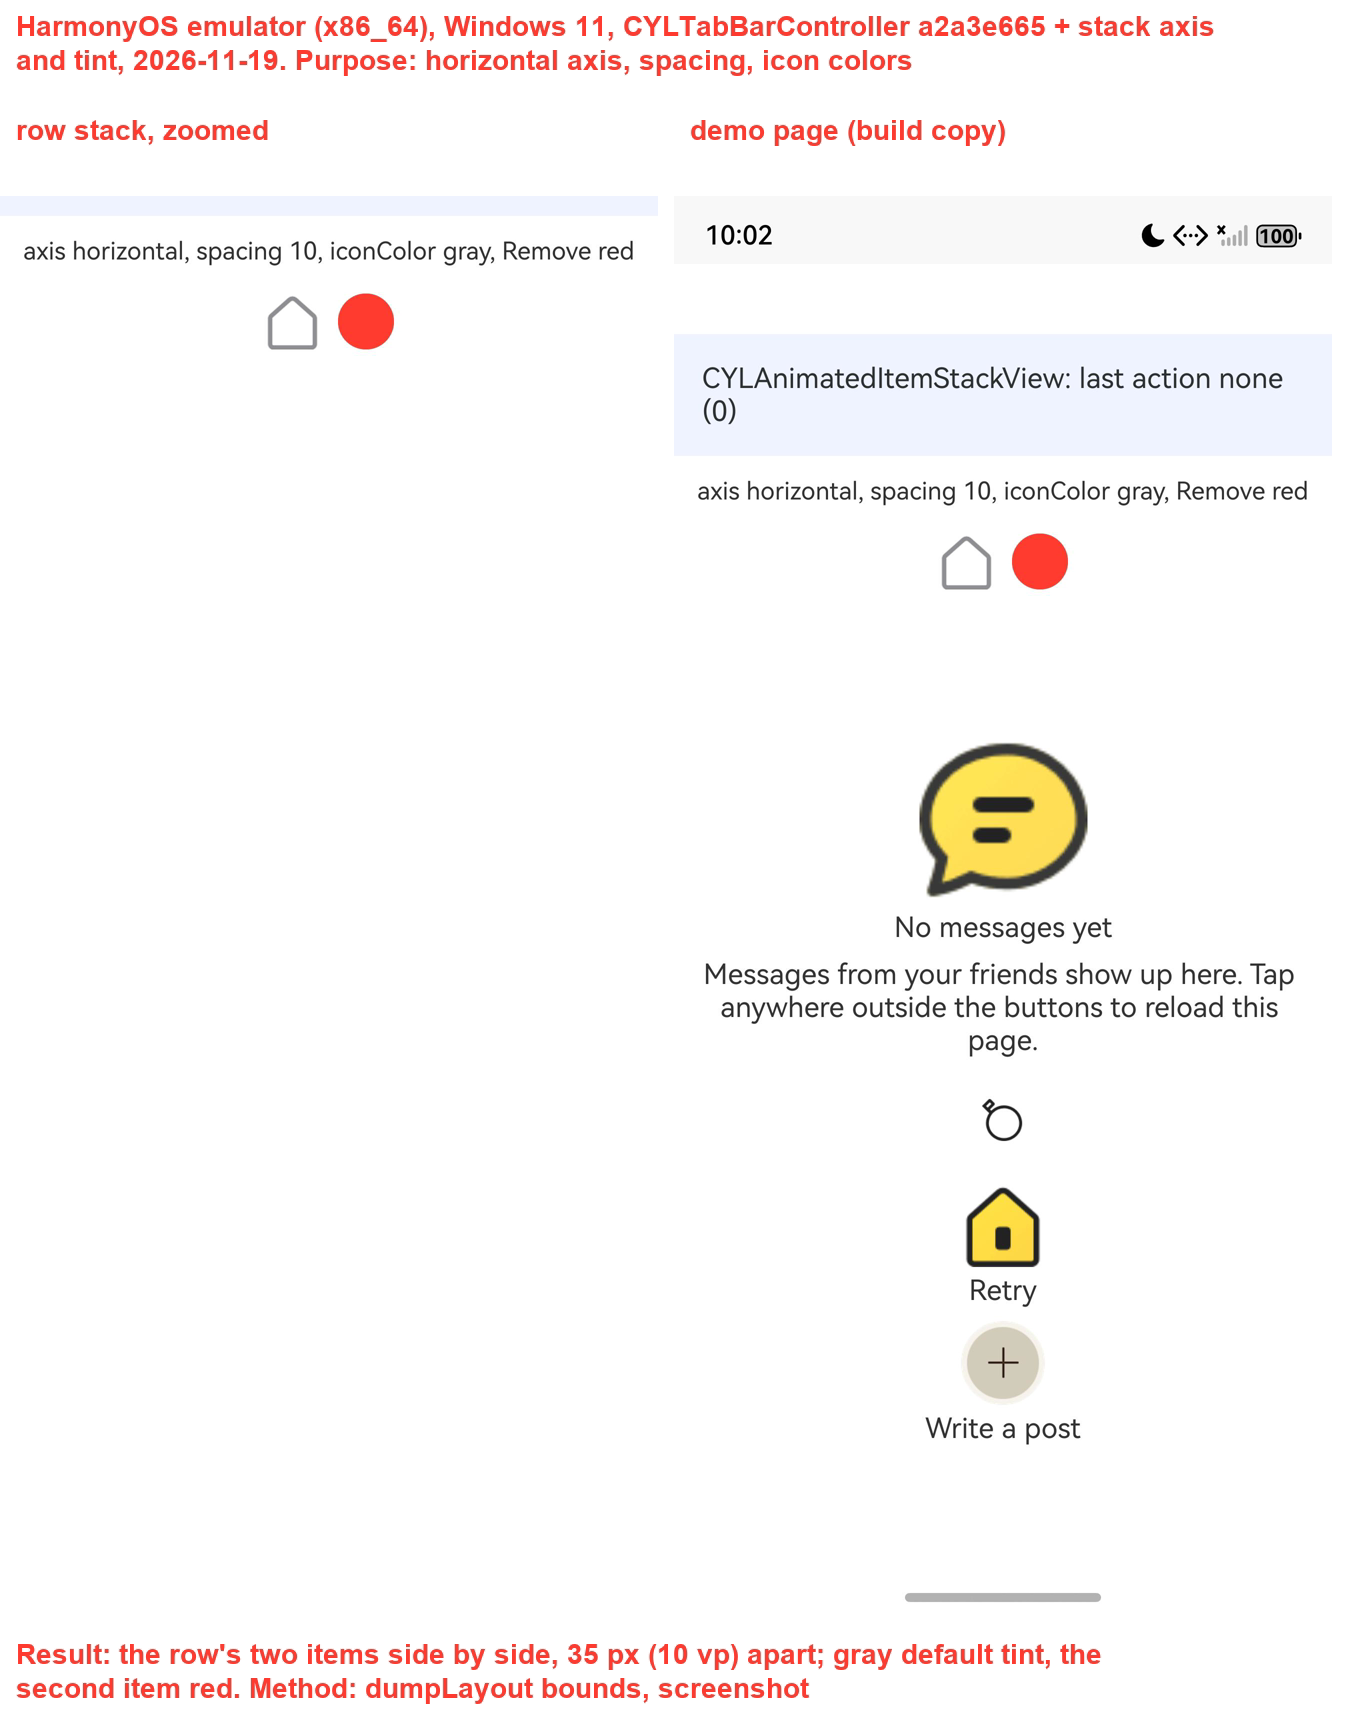 HarmonyOS emulator (x86_64), Windows 11, CYLTabBarController a2a3e665 + stack axis
and tint, 2026-11-19. Purpose: horizontal axis, spacing, icon colors
row stack, zoomed
demo page (build copy)
axis horizontal, spacing 10, iconColor gray, Remove red
10:02
100
CYLAnimatedItemStackView: last action none
(0)
axis horizontal, spacing 10, iconColor gray, Remove red
No messages yet
Messages from your friends show up here. Tap
anywhere outside the buttons to reload this
page.
Retry
Write a post
Result: the row's two items side by side, 35 px (10 vp) apart; gray default tint, the
second item red. Method: dumpLayout bounds, screenshot